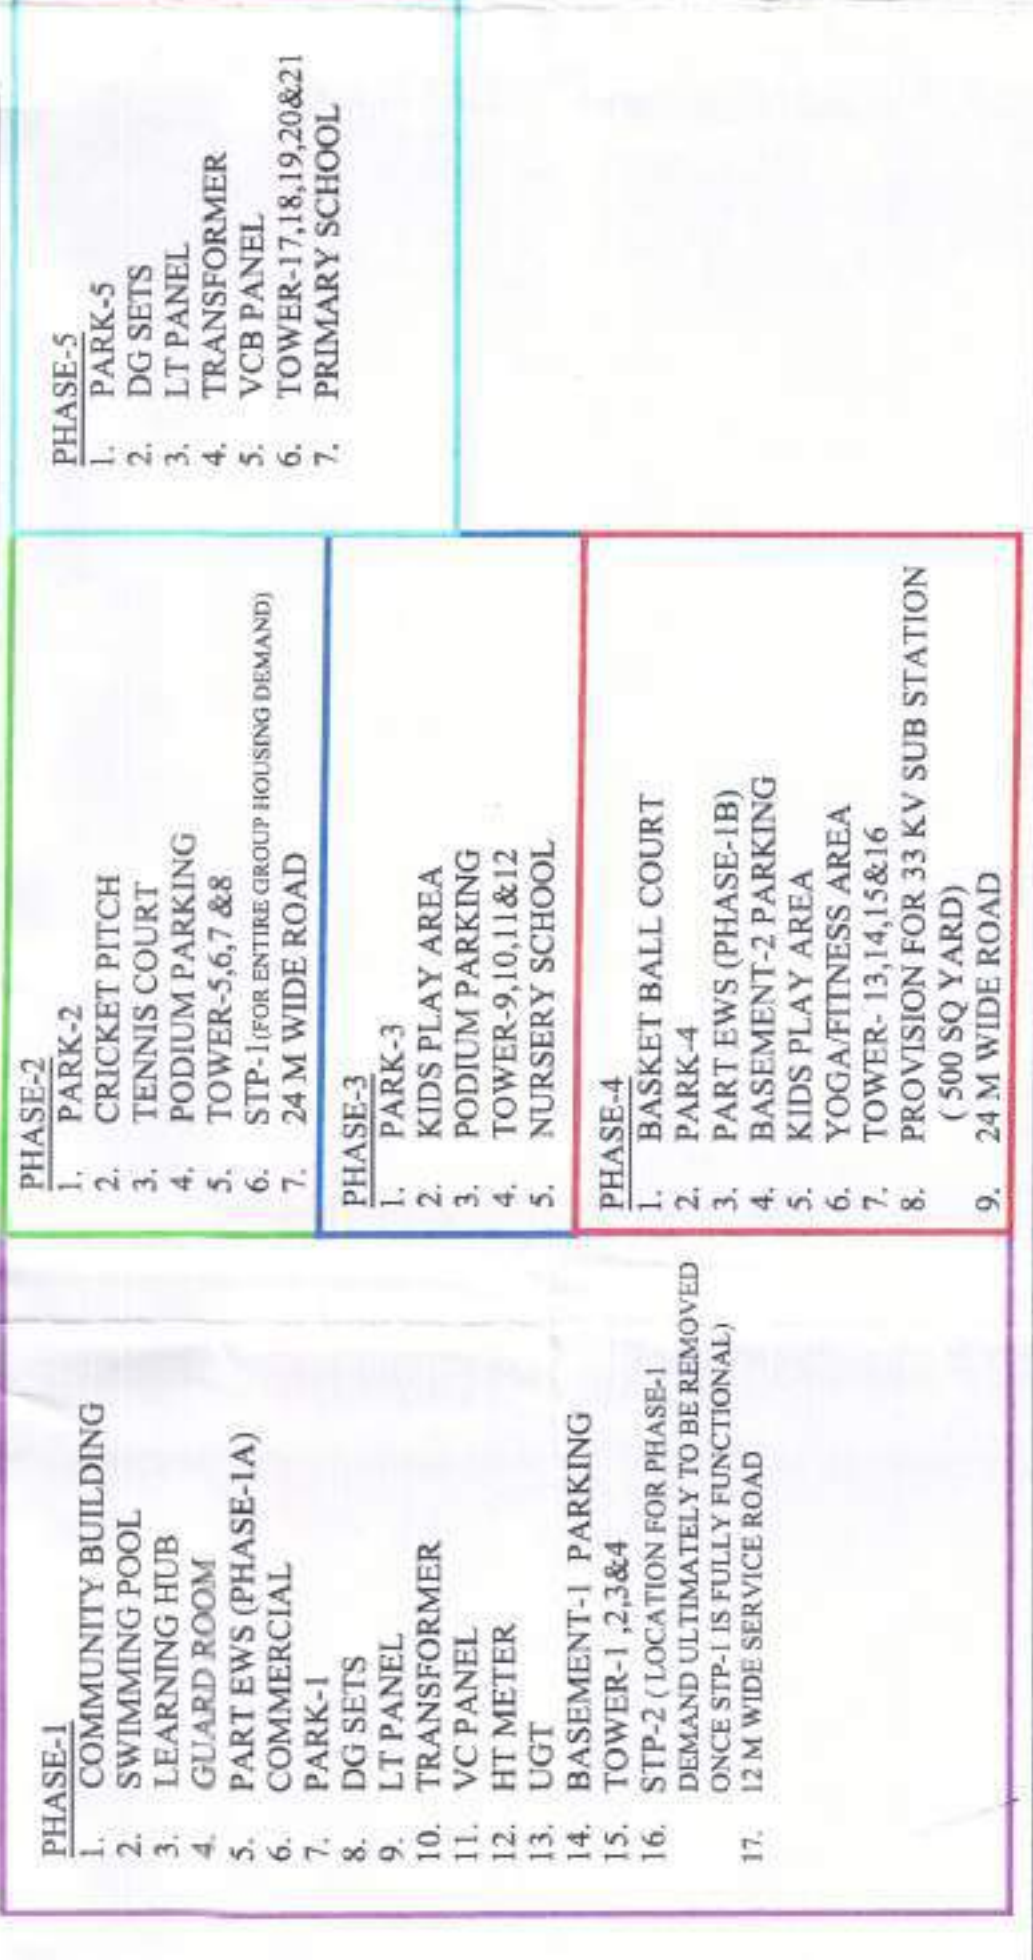 PHASE-1
1. COMMUNITY BUILDING
2. SWIMMING POOL
3. LEARNING HUB
4. GUARD ROOM
5. PART EWS (PHASE-1A)
6. COMMERCIAL
7. PARK-1
8. DG SETS
9. LT PANEL
10. TRANSFORMER
11. VC PANEL
12. HT METER
13. UGT
14. BASEMENT-1 PARKING
15. TOWER-1 ,2,3&4
16. STP-2 ( LOCATION FOR PHASE-1
DEMAND ULTIMATELY TO BE REMOVED
ONCE STP-1 IS FULLY FUNCTIONAL)
17. 12 M WIDE SERVICE ROAD
PHASE-2
1. PARK-2
2. CRICKET PITCH
3. TENNIS COURT
4. PODIUM PARKING
5. TOWER-5,6,7 &8
6. STP-1(FOR ENTIRE GROUP HOUSING DEMAND)
7. 24 M WIDE ROAD
PHASE-3
1. PARK-3
2. KIDS PLAY AREA
3. PODIUM PARKING
4. TOWER-9,10,11&12
5. NURSERY SCHOOL
PHASE-4
1. BASKET BALL COURT
2. PARK-4
3. PART EWS (PHASE-1B)
4. BASEMENT-2 PARKING
5. KIDS PLAY AREA
6. YOGA/FITNESS AREA
7. TOWER- 13,14,15&16
8. PROVISION FOR 33 KV SUB STATION
( 500 SQ YARD)
9. 24 M WIDE ROAD
PHASE-5
1. PARK-5
2. DG SETS
3. LT PANEL
4. TRANSFORMER
5. VCB PANEL
6. TOWER-17,18,19,20&21
7. PRIMARY SCHOOL